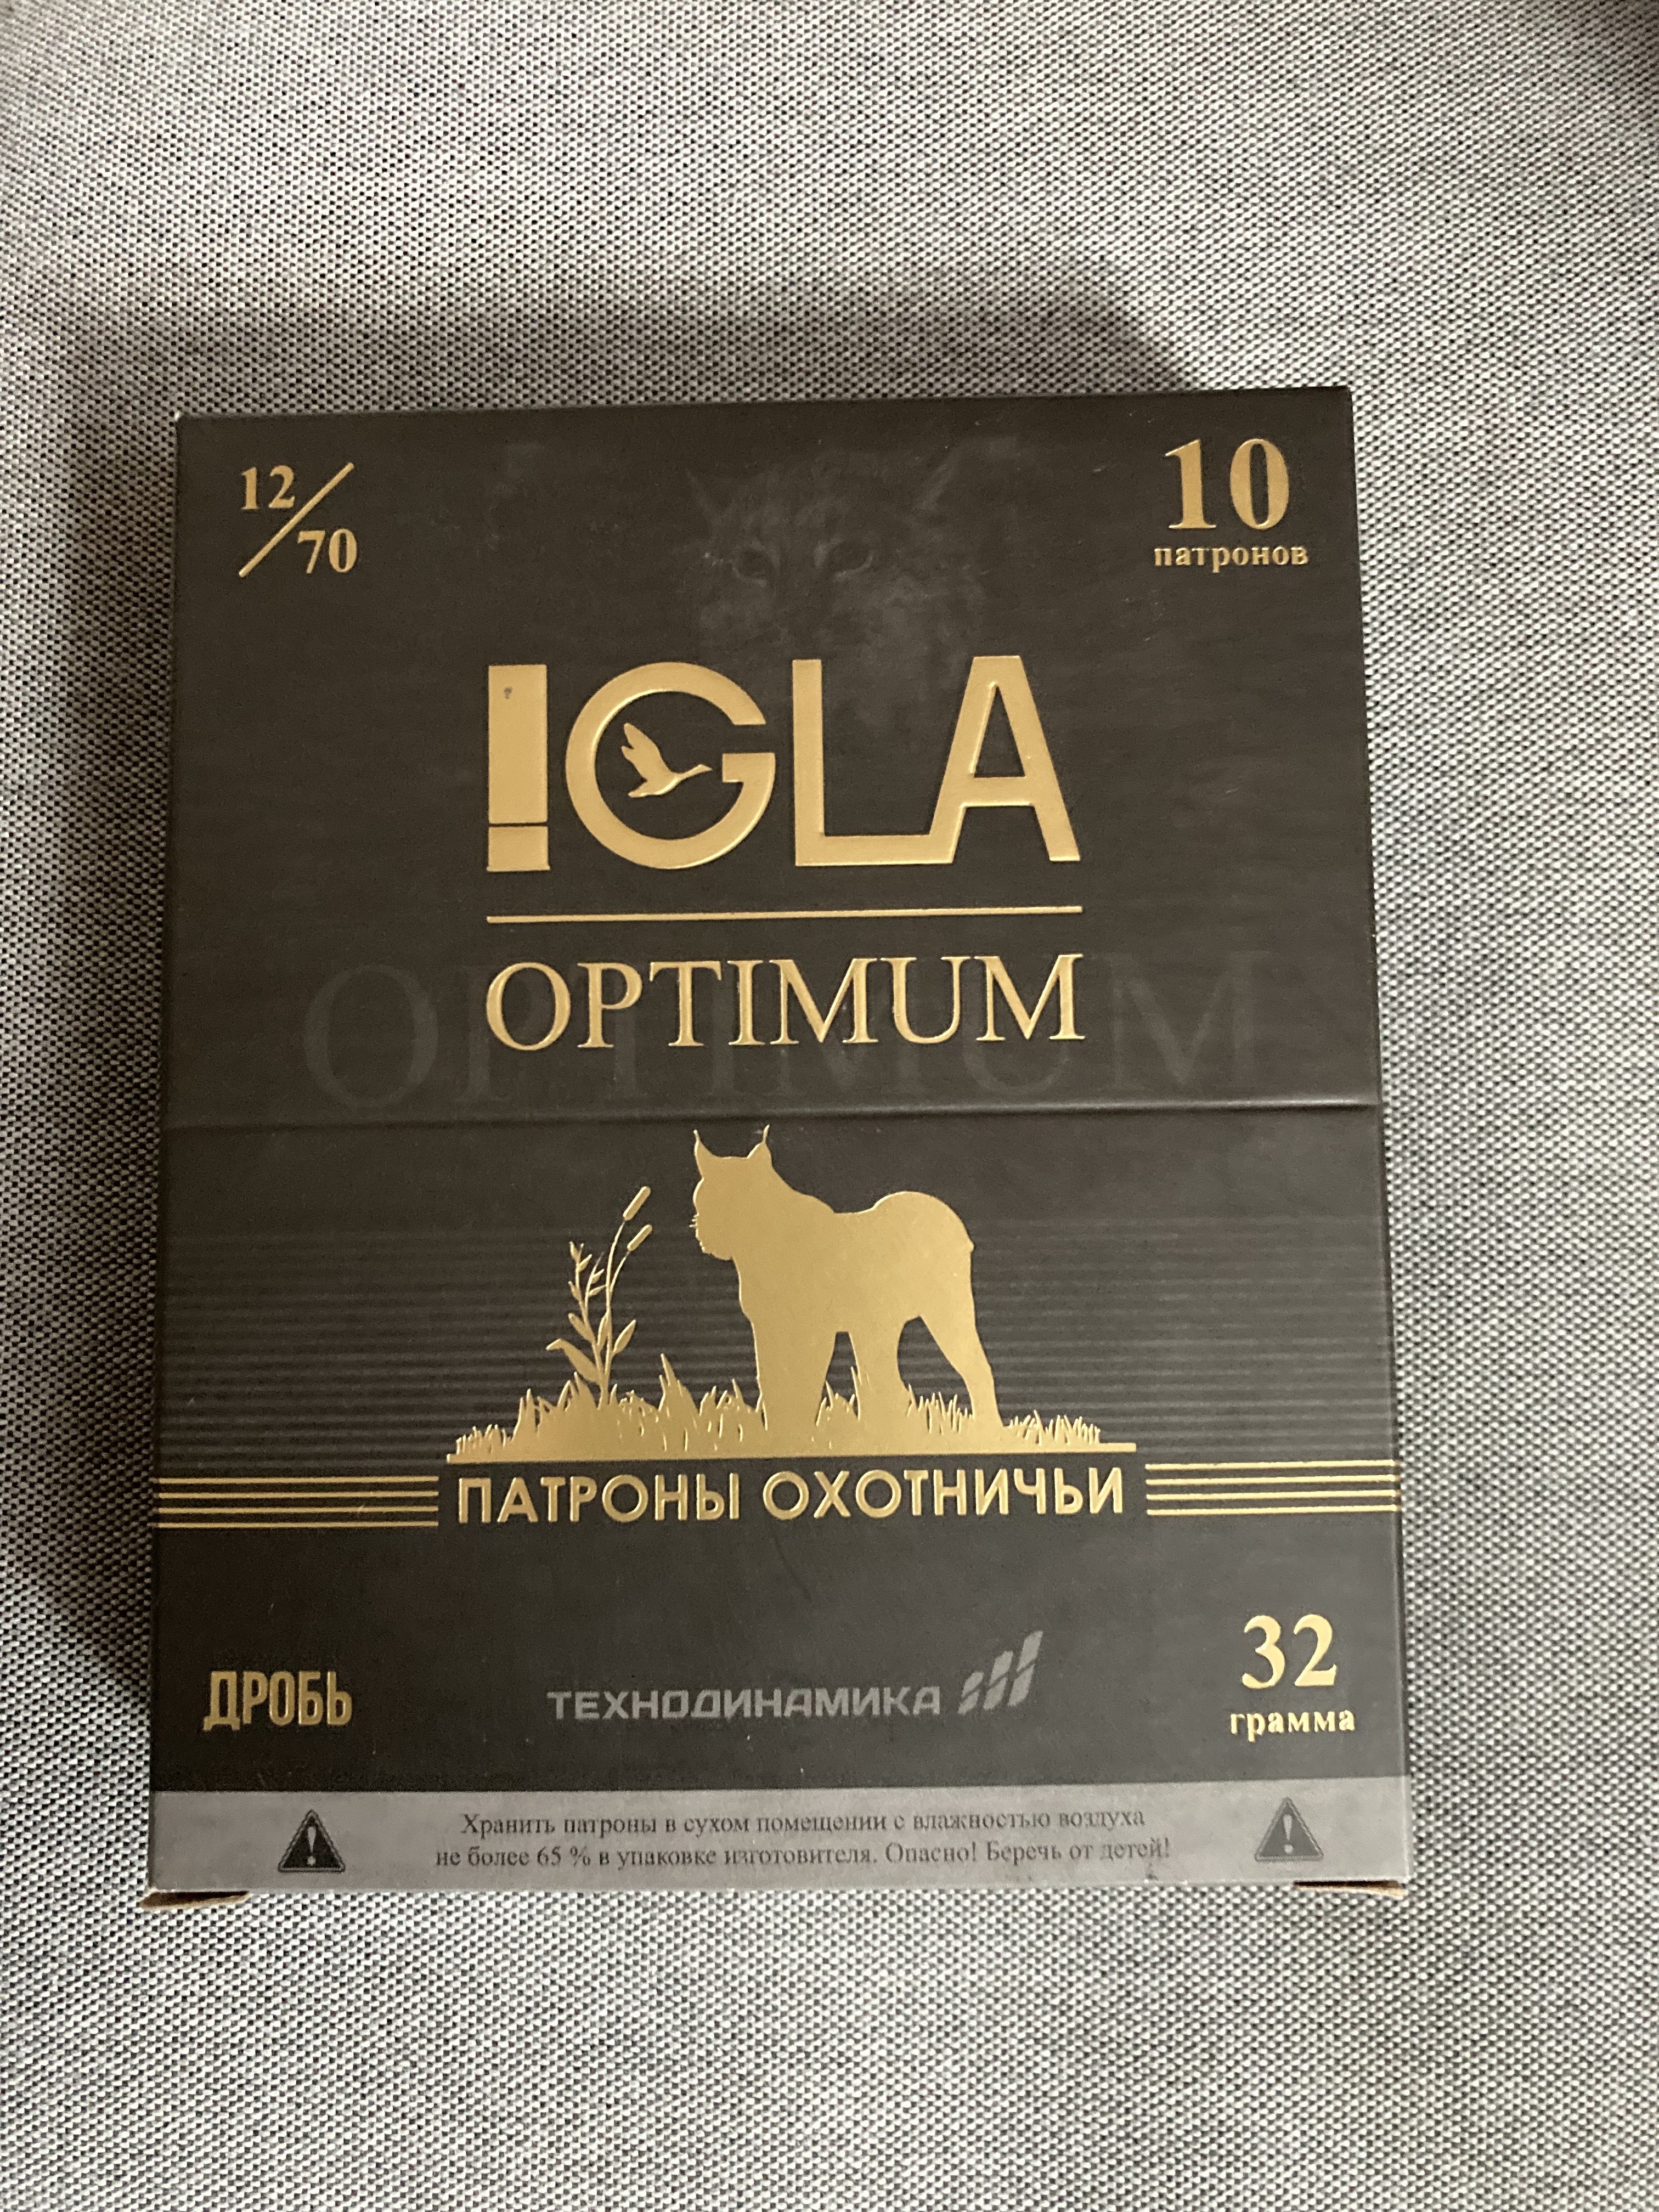 12/70
10
патронов
IGLA
OPTIMUM
OPTIMUM
ПАТРОНЫ ОХОТНИЧЬИ
ДРОБЬ
ТЕХНОДИНАМИКА
32
грамма
Хранить патроны в сухом помещении с влажностью воздуха
не более 65 % в упаковке изготовителя. Опасно! Беречь от детей!